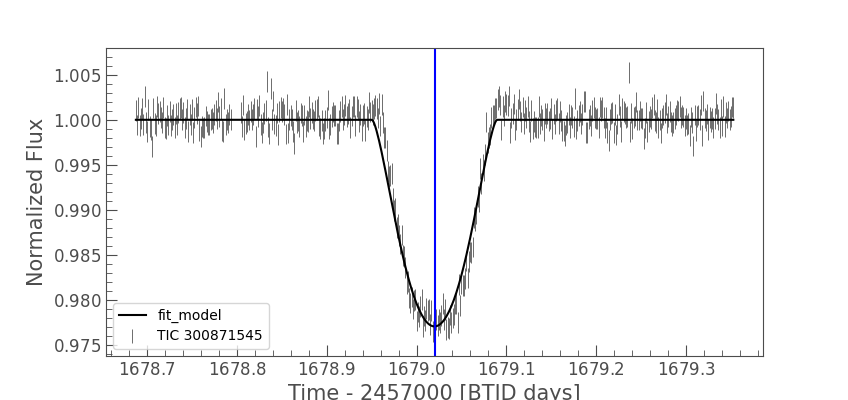 1.005
1.000
0.995
0.990
0.985
0.980
0.975
Normalized Flux
fit_model
TIC 300871545
1678.7 1678.8 1678.9 1679.0 1679.1 1679.2 1679.3
Time - 2457000 [BTJD days]